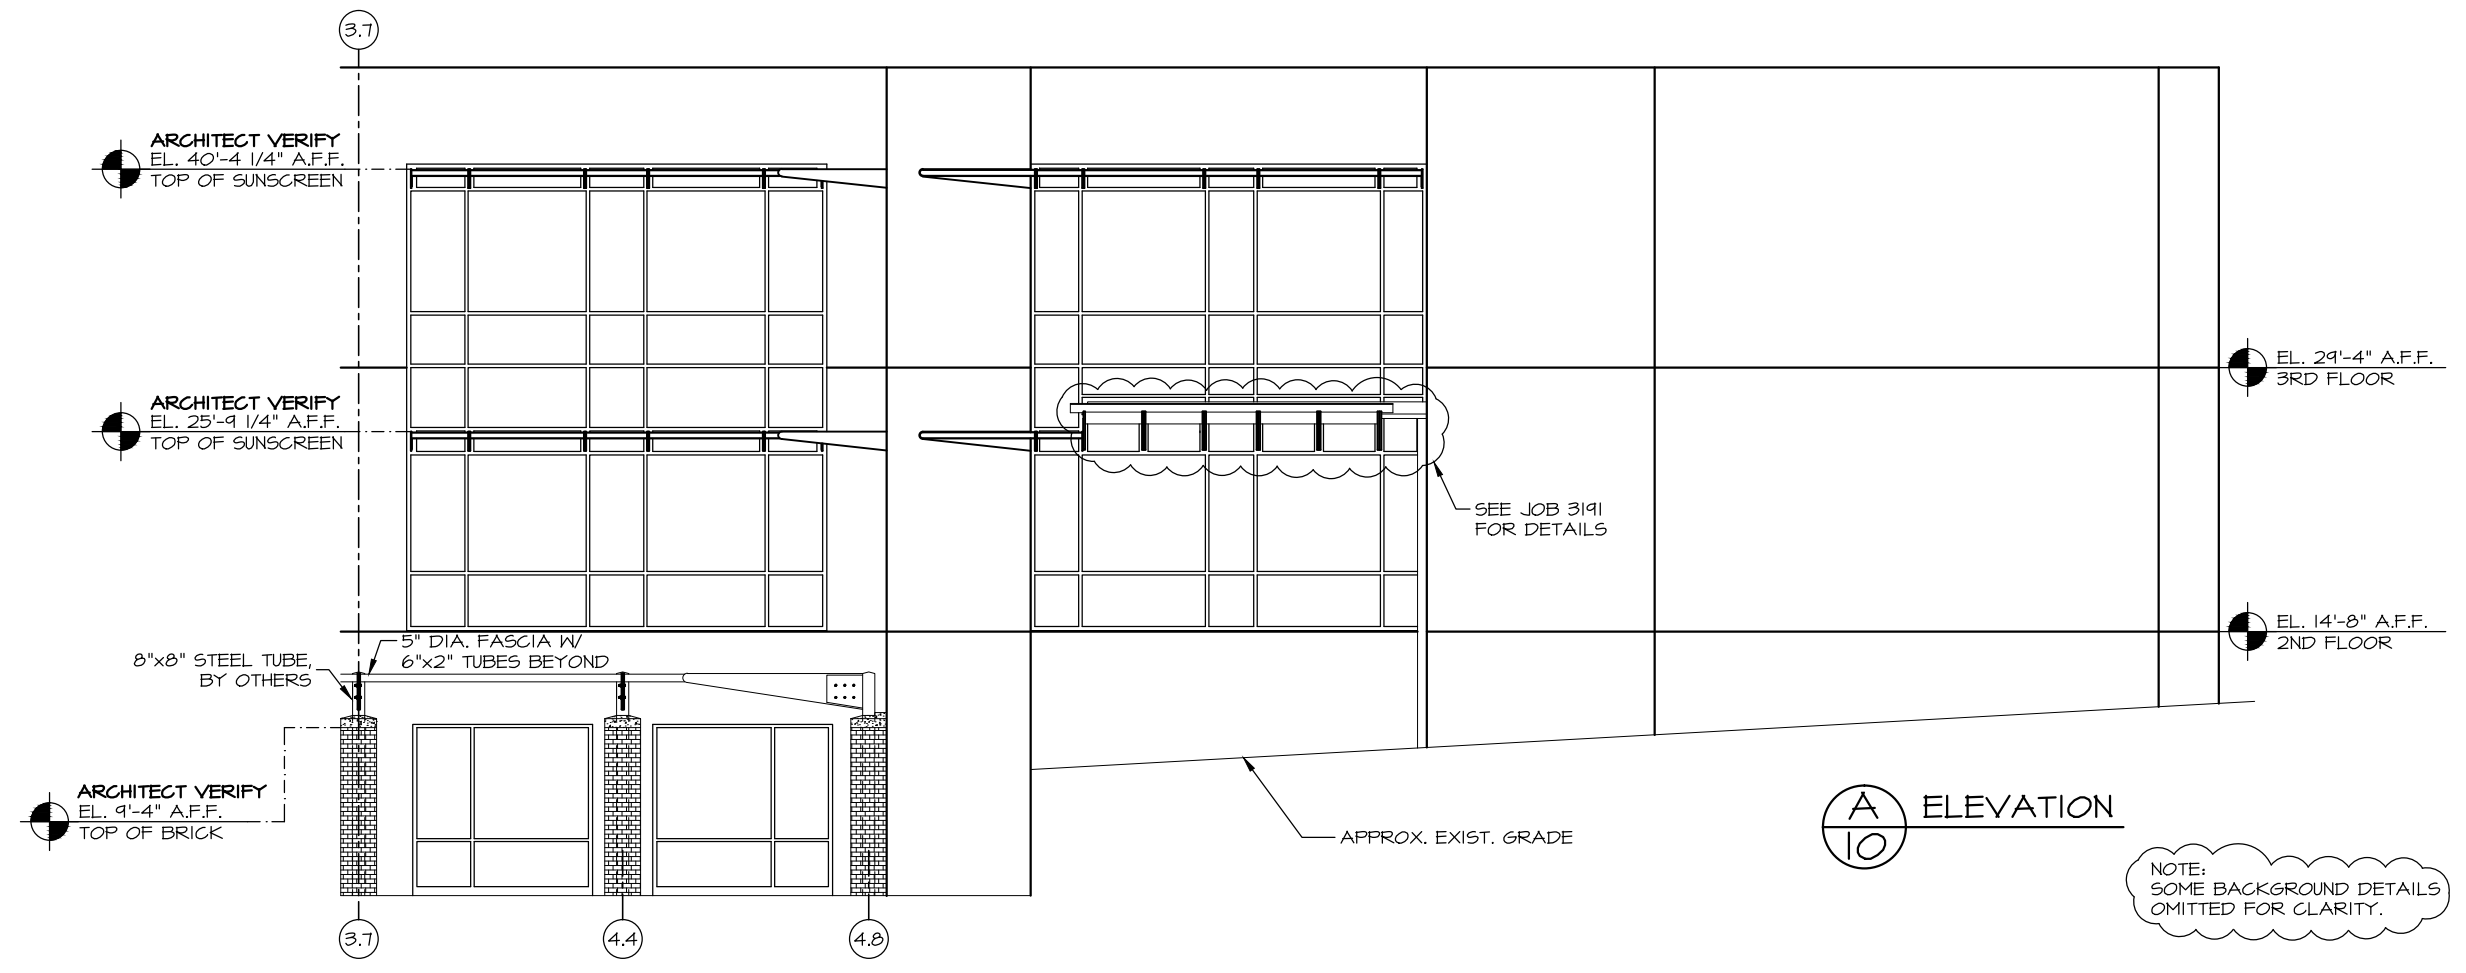 3.7
ARCHITECT VERIFY
EL. 40'-4 1/4" A.F.F.
TOP OF SUNSCREEN
EL. 29'-4" A.F.F.
3RD FLOOR
ARCHITECT VERIFY
EL. 25'-9 1/4" A.F.F.
TOP OF SUNSCREEN
SEE JOB 3191
FOR DETAILS
EL. 14'-8" A.F.F.
2ND FLOOR
5" DIA. FASCIA W/
6"x2" TUBES BEYOND
8"x8" STEEL TUBE,
BY OTHERS
ARCHITECT VERIFY
EL. 9'-4" A.F.F.
TOP OF BRICK
APPROX. EXIST. GRADE
A
10
ELEVATION
NOTE:
SOME BACKGROUND DETAILS
OMITTED FOR CLARITY.
3.7
4.4
4.8